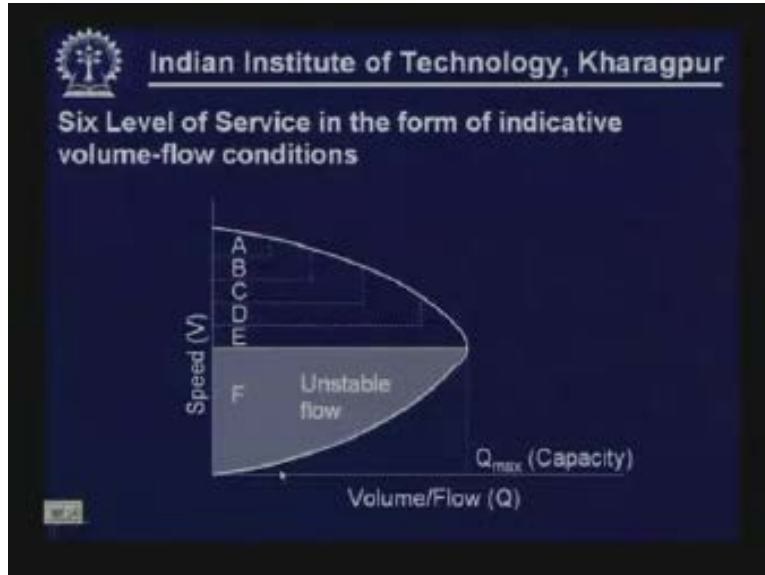 Indian Institute of Technology, Kharagpur
Six Level of Service in the form of indicative
volume-flow conditions
A
B
C
D
E
Speed (V)
F
Unstable
flow
Qmax (Capacity)
Volume/Flow (Q)